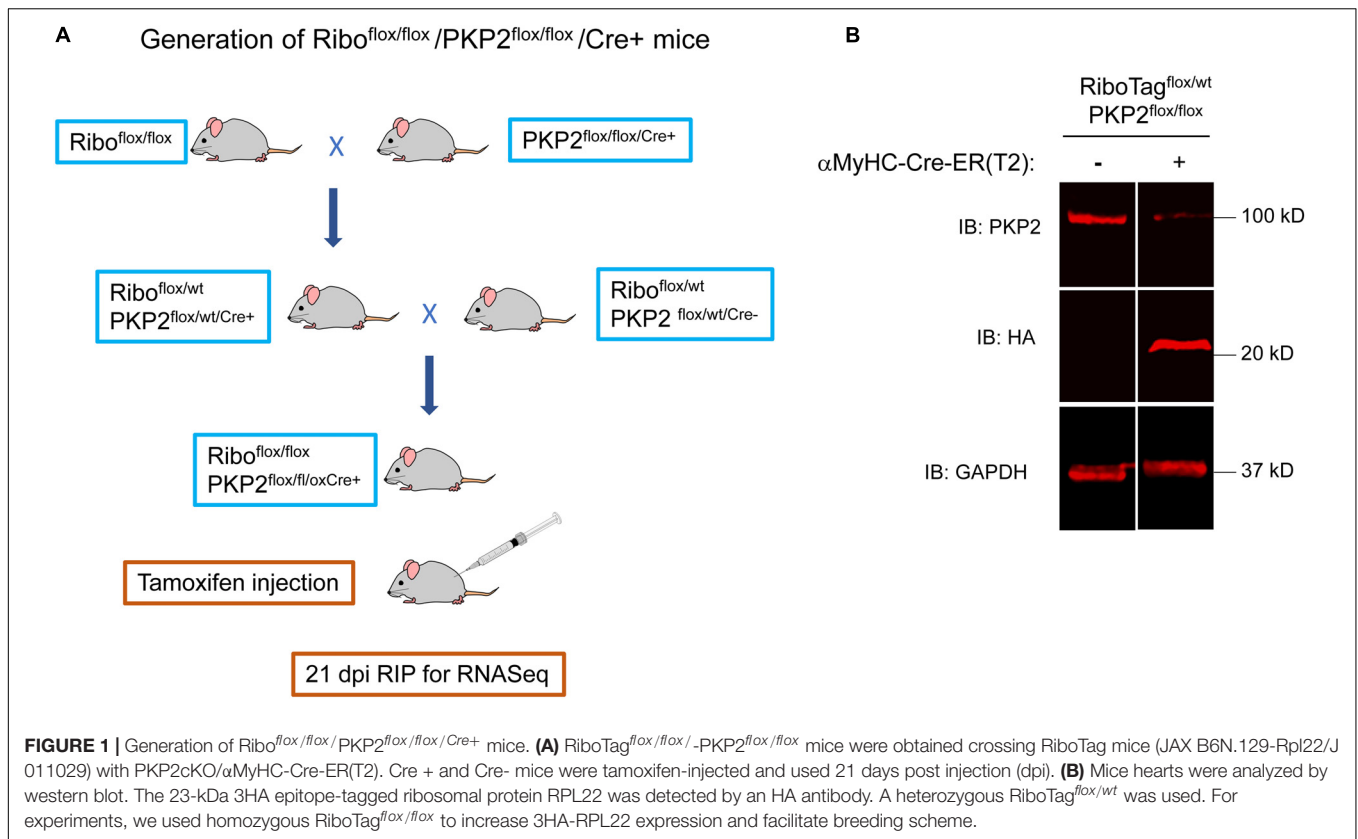 A
Generation of Ribo^flox/flox /PKP2^flox/flox /Cre+ mice
Ribo^flox/flox
X
PKP2^flox/flox/Cre+
Ribo^flox/wt
PKP2^flox/wt/Cre+
X
Ribo^flox/wt
PKP2 ^flox/wt/Cre-
Ribo^flox/flox
PKP2^flox/fl/oxCre+
Tamoxifen injection
21 dpi RIP for RNASeq
B
RiboTag^flox/wt
PKP2^flox/flox
αMyHC-Cre-ER(T2): - +
IB: PKP2 100 kD
IB: HA 20 kD
IB: GAPDH 37 kD
FIGURE 1 | Generation of Ribo^flox/flox/PKP2^flox/flox/Cre+ mice. (A) RiboTag^flox/flox/-PKP2^flox/flox mice were obtained crossing RiboTag mice (JAX B6N.129-Rpl22/J
011029) with PKP2cKO/αMyHC-Cre-ER(T2). Cre + and Cre- mice were tamoxifen-injected and used 21 days post injection (dpi). (B) Mice hearts were analyzed by
western blot. The 23-kDa 3HA epitope-tagged ribosomal protein RPL22 was detected by an HA antibody. A heterozygous RiboTag^flox/wt was used. For
experiments, we used homozygous RiboTag^flox/flox to increase 3HA-RPL22 expression and facilitate breeding scheme.